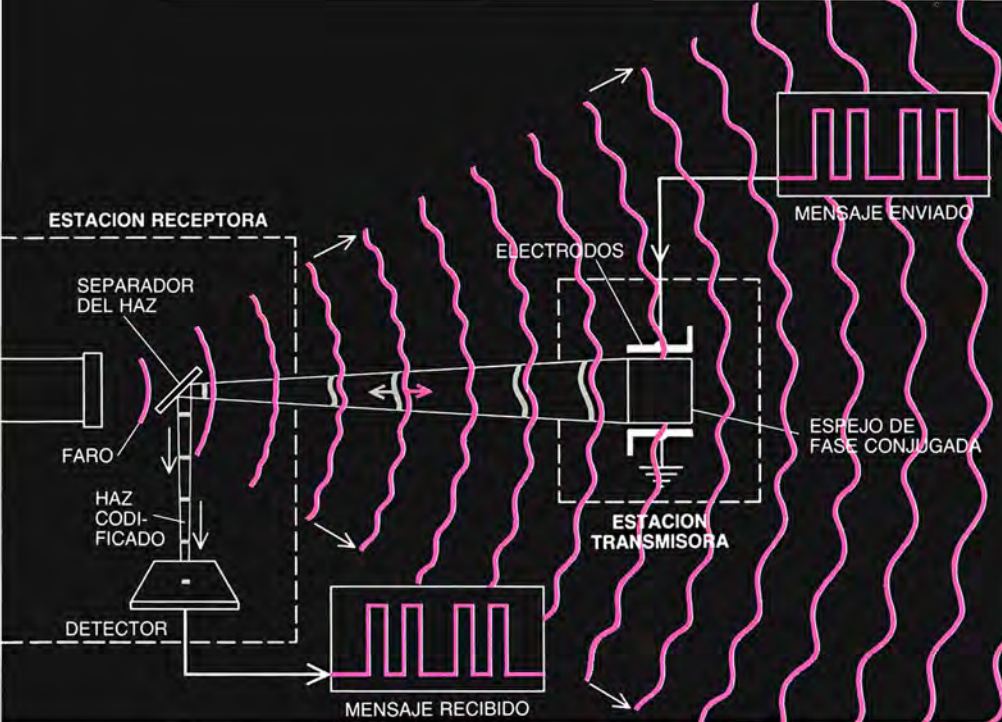 MENSAJE ENVIADO
ESTACION RECEPTORA
ELECTRODOS
SEPARADOR
DEL HAZ
ESPEJO DE
FASE CONJUGADA
FARO
HAZ
CODI-
FICADO
ESTACION
TRANSMISORA
DETECTOR
MENSAJE RECIBIDO